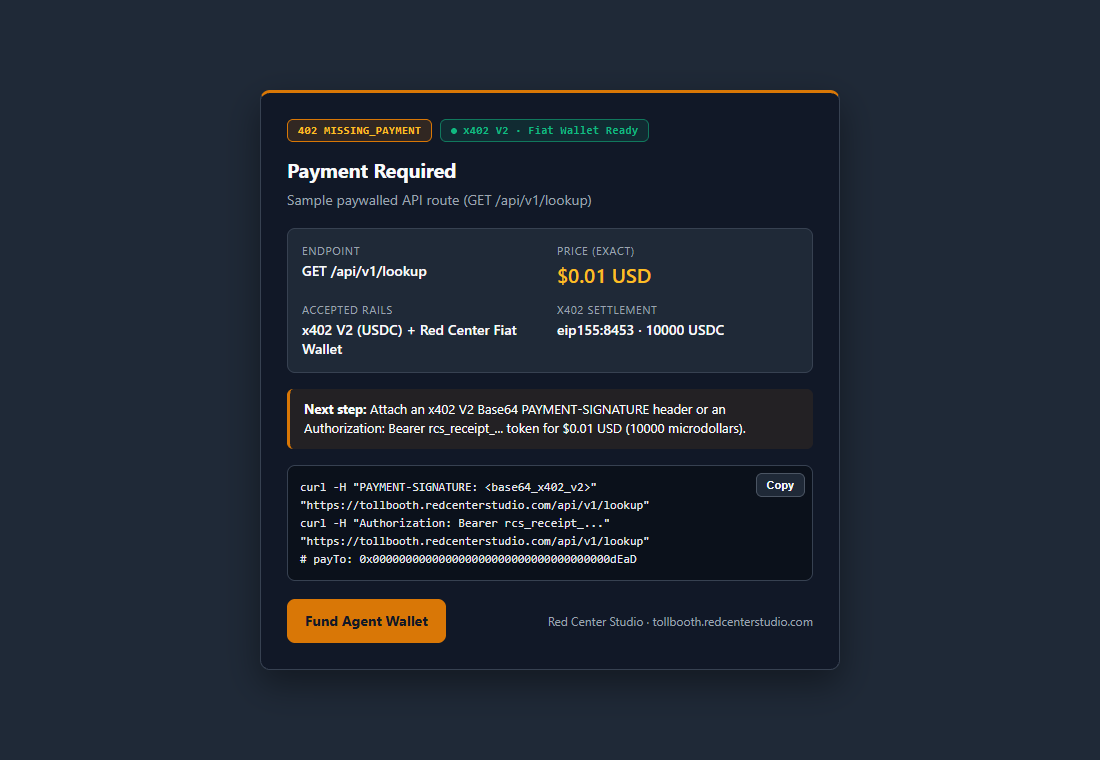 402 MISSING_PAYMENT
● x402 V2 · Fiat Wallet Ready
Payment Required
Sample paywalled API route (GET /api/v1/lookup)
ENDPOINT
GET /api/v1/lookup
PRICE (EXACT)
$0.01 USD
ACCEPTED RAILS
x402 V2 (USDC) + Red Center Fiat
Wallet
X402 SETTLEMENT
eip155:8453 · 10000 USDC
Next step: Attach an x402 V2 Base64 PAYMENT-SIGNATURE header or an
Authorization: Bearer rcs_receipt_... token for $0.01 USD (10000 microdollars).
Copy
curl -H "PAYMENT-SIGNATURE: <base64_x402_v2>"
"https://tollbooth.redcenterstudio.com/api/v1/lookup"
curl -H "Authorization: Bearer rcs_receipt_..."
"https://tollbooth.redcenterstudio.com/api/v1/lookup"
# payTo: 0x000000000000000000000000000000000000dEaD
Fund Agent Wallet
Red Center Studio · tollbooth.redcenterstudio.com